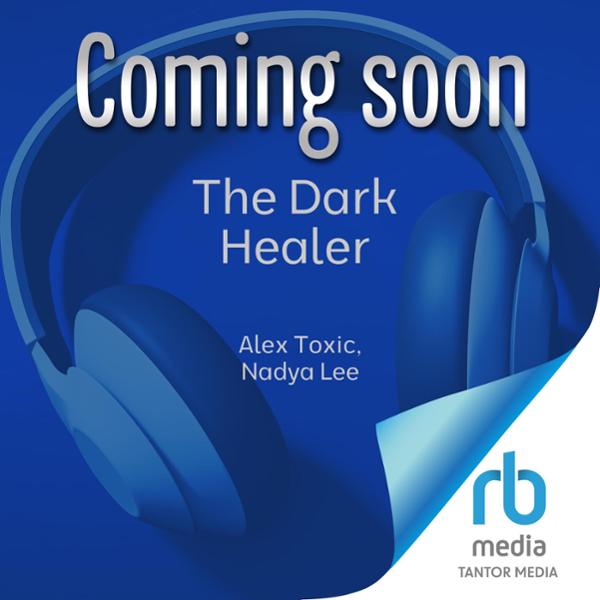 Coming soon
The Dark
Healer
Alex Toxic,
Nadya Lee
rb
media
TANTOR MEDIA